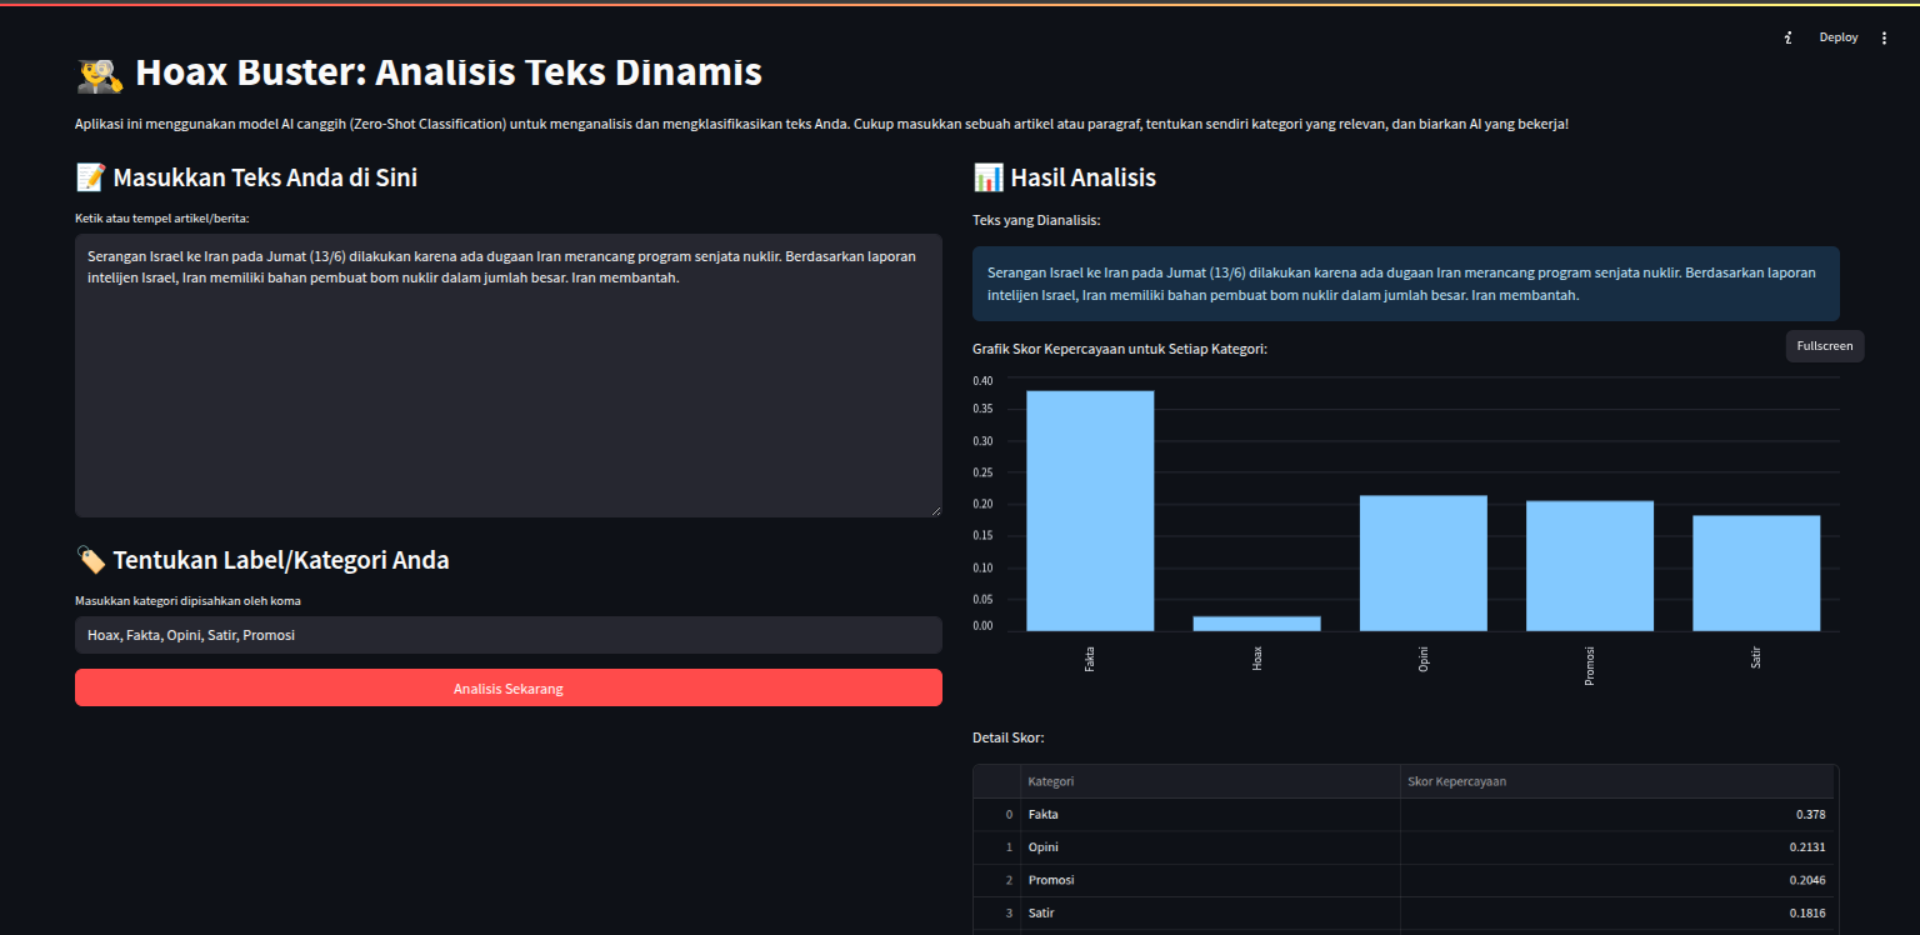 Deploy
Hoax Buster: Analisis Teks Dinamis
Aplikasi ini menggunakan model AI canggih (Zero-Shot Classification) untuk menganalisis dan mengklasifikasikan teks Anda. Cukup masukkan sebuah artikel atau paragraf, tentukan sendiri kategori yang relevan, dan biarkan AI yang bekerja!
Masukkan Teks Anda di Sini
Ketik atau tempel artikel/berita:
Serangan Israel ke Iran pada Jumat (13/6) dilakukan karena ada dugaan Iran merancang program senjata nuklir. Berdasarkan laporan
intelijen Israel, Iran memiliki bahan pembuat bom nuklir dalam jumlah besar. Iran membantah.
Tentukan Label/Kategori Anda
Masukkan kategori dipisahkan oleh koma
Hoax, Fakta, Opini, Satir, Promosi
Analisis Sekarang
Hasil Analisis
Teks yang Dianalisis:
Serangan Israel ke Iran pada Jumat (13/6) dilakukan karena ada dugaan Iran merancang program senjata nuklir. Berdasarkan laporan
intelijen Israel, Iran memiliki bahan pembuat bom nuklir dalam jumlah besar. Iran membantah.
Grafik Skor Kepercayaan untuk Setiap Kategori:
Fullscreen
0.40
0.35
0.30
0.25
0.20
0.15
0.10
0.05
0.00
Fakta
Hoax
Opini
Promosi
Satir
Detail Skor:
Kategori Skor Kepercayaan
0 Fakta 0.378
1 Opini 0.2131
2 Promosi 0.2046
3 Satir 0.1816